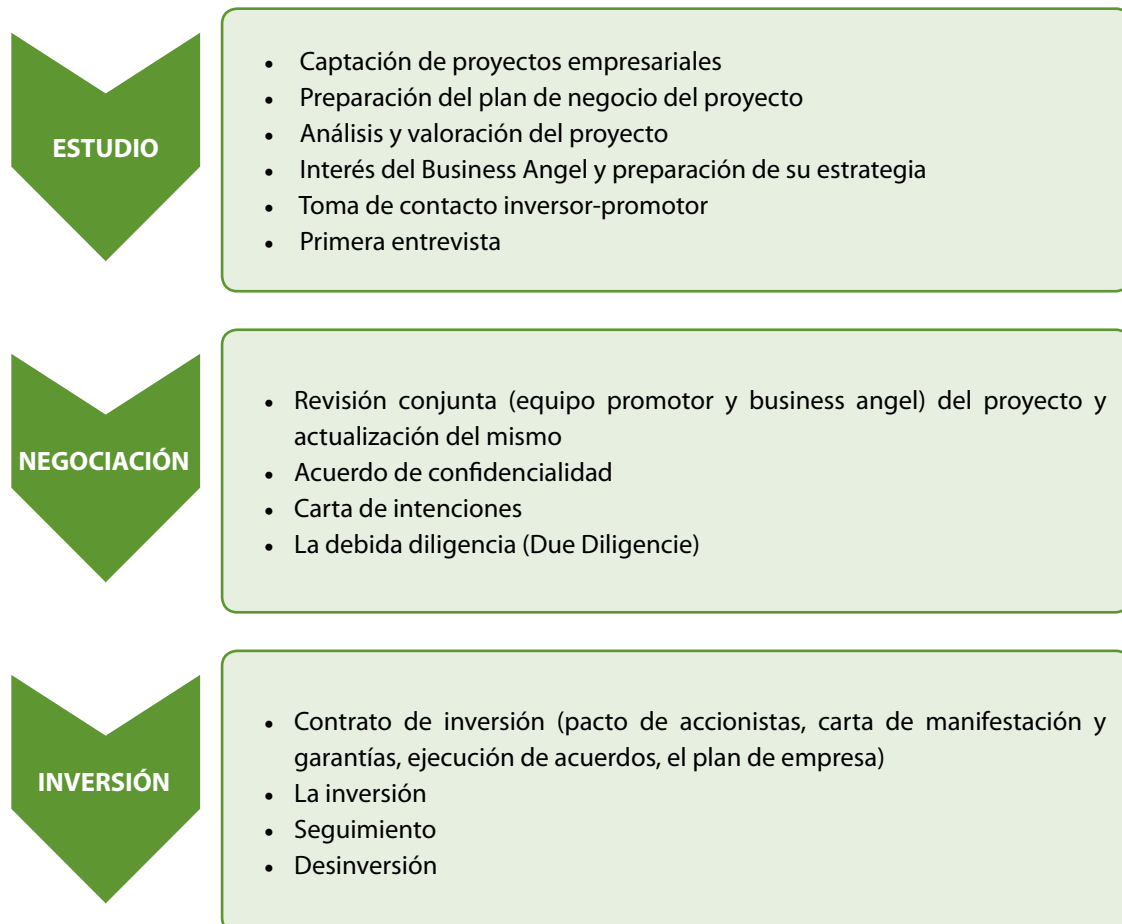 ESTUDIO
• Captación de proyectos empresariales
• Preparación del plan de negocio del proyecto
• Análisis y valoración del proyecto
• Interés del Business Angel y preparación de su estrategia
• Toma de contacto inversor-promotor
• Primera entrevista
NEGOCIACIÓN
• Revisión conjunta (equipo promotor y business angel) del proyecto y
actualización del mismo
• Acuerdo de confidencialidad
• Carta de intenciones
• La debida diligencia (Due Diligencie)
INVERSIÓN
• Contrato de inversión (pacto de accionistas, carta de manifestación y
garantías, ejecución de acuerdos, el plan de empresa)
• La inversión
• Seguimiento
• Desinversión